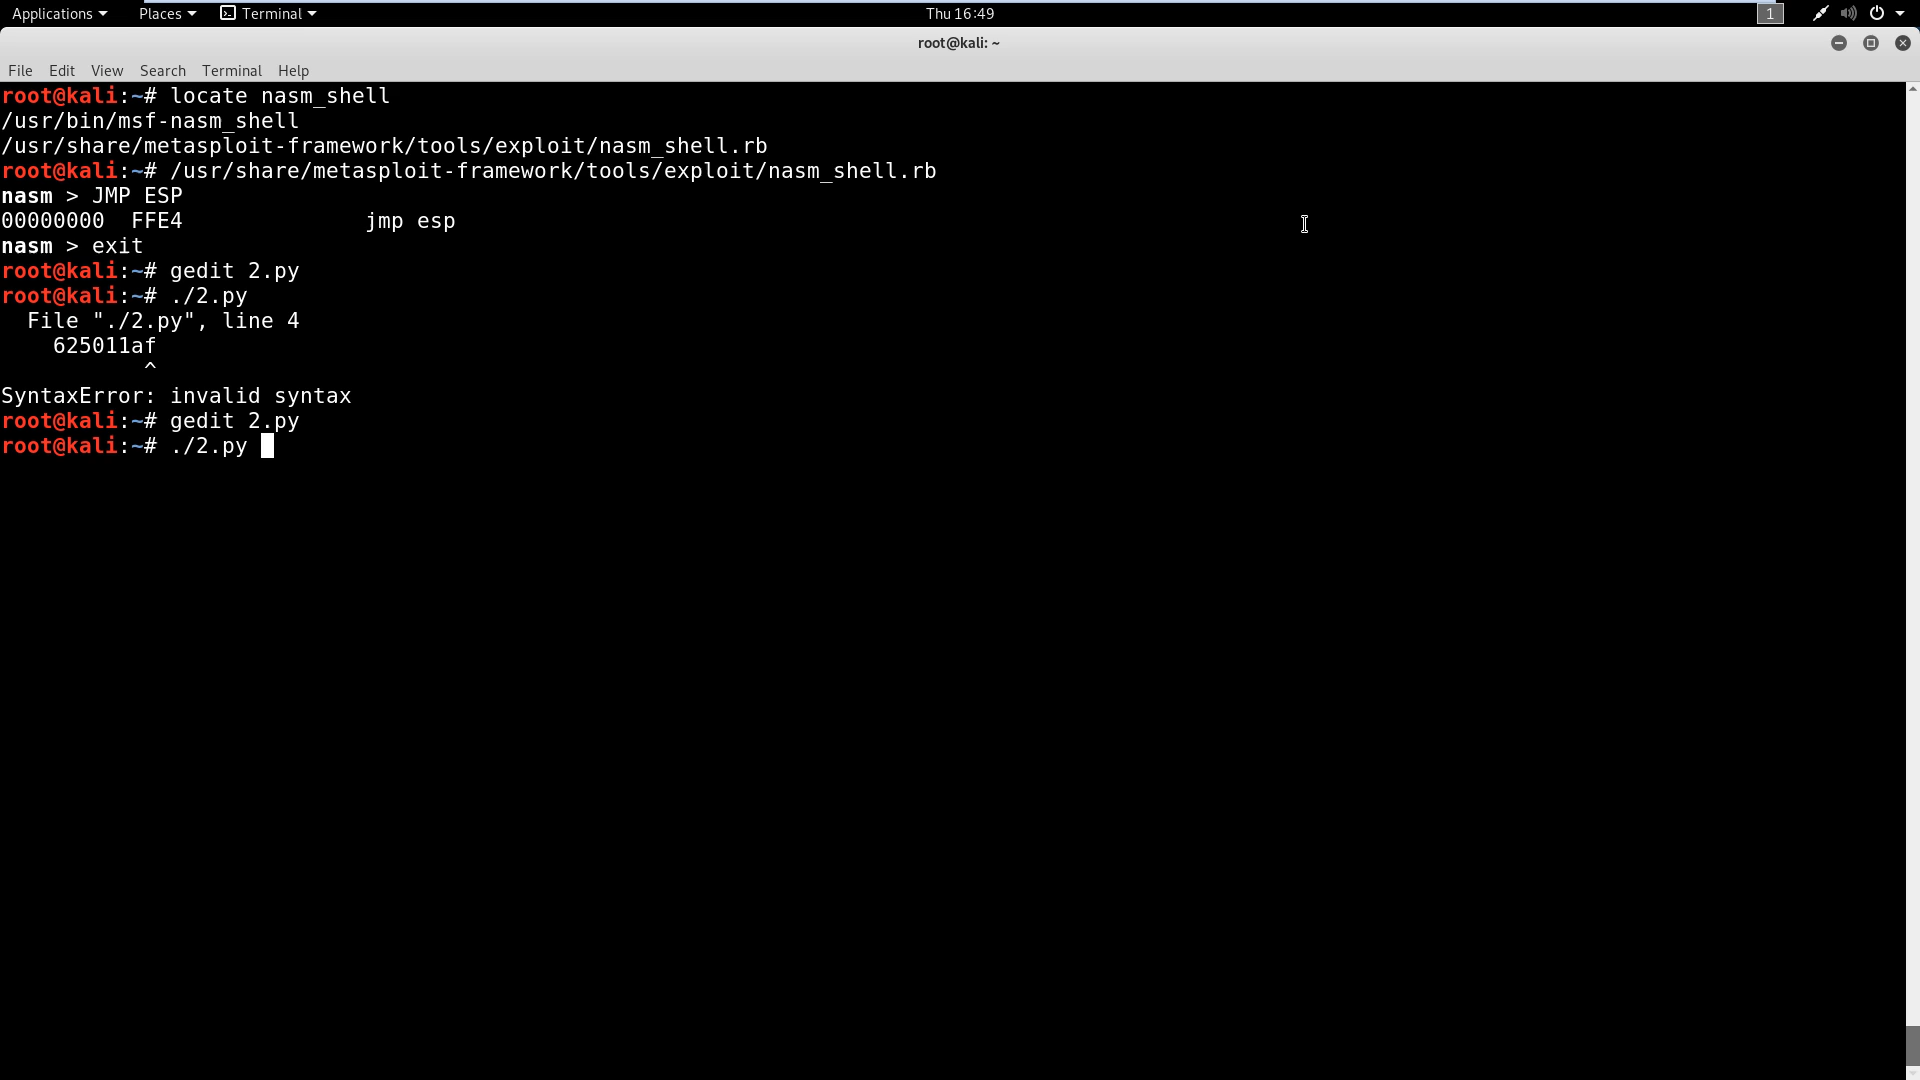 Applications Places Terminal Thu 16:49 1
root@kali: ~
File Edit View Search Terminal Help
root@kali:~# locate nasm_shell
/usr/bin/msf-nasm_shell
/usr/share/metasploit-framework/tools/exploit/nasm_shell.rb
root@kali:~# /usr/share/metasploit-framework/tools/exploit/nasm_shell.rb
nasm > JMP ESP
00000000  FFE4              jmp esp
nasm > exit
root@kali:~# gedit 2.py
root@kali:~# ./2.py
  File "./2.py", line 4
    625011af
           ^
SyntaxError: invalid syntax
root@kali:~# gedit 2.py
root@kali:~# ./2.py